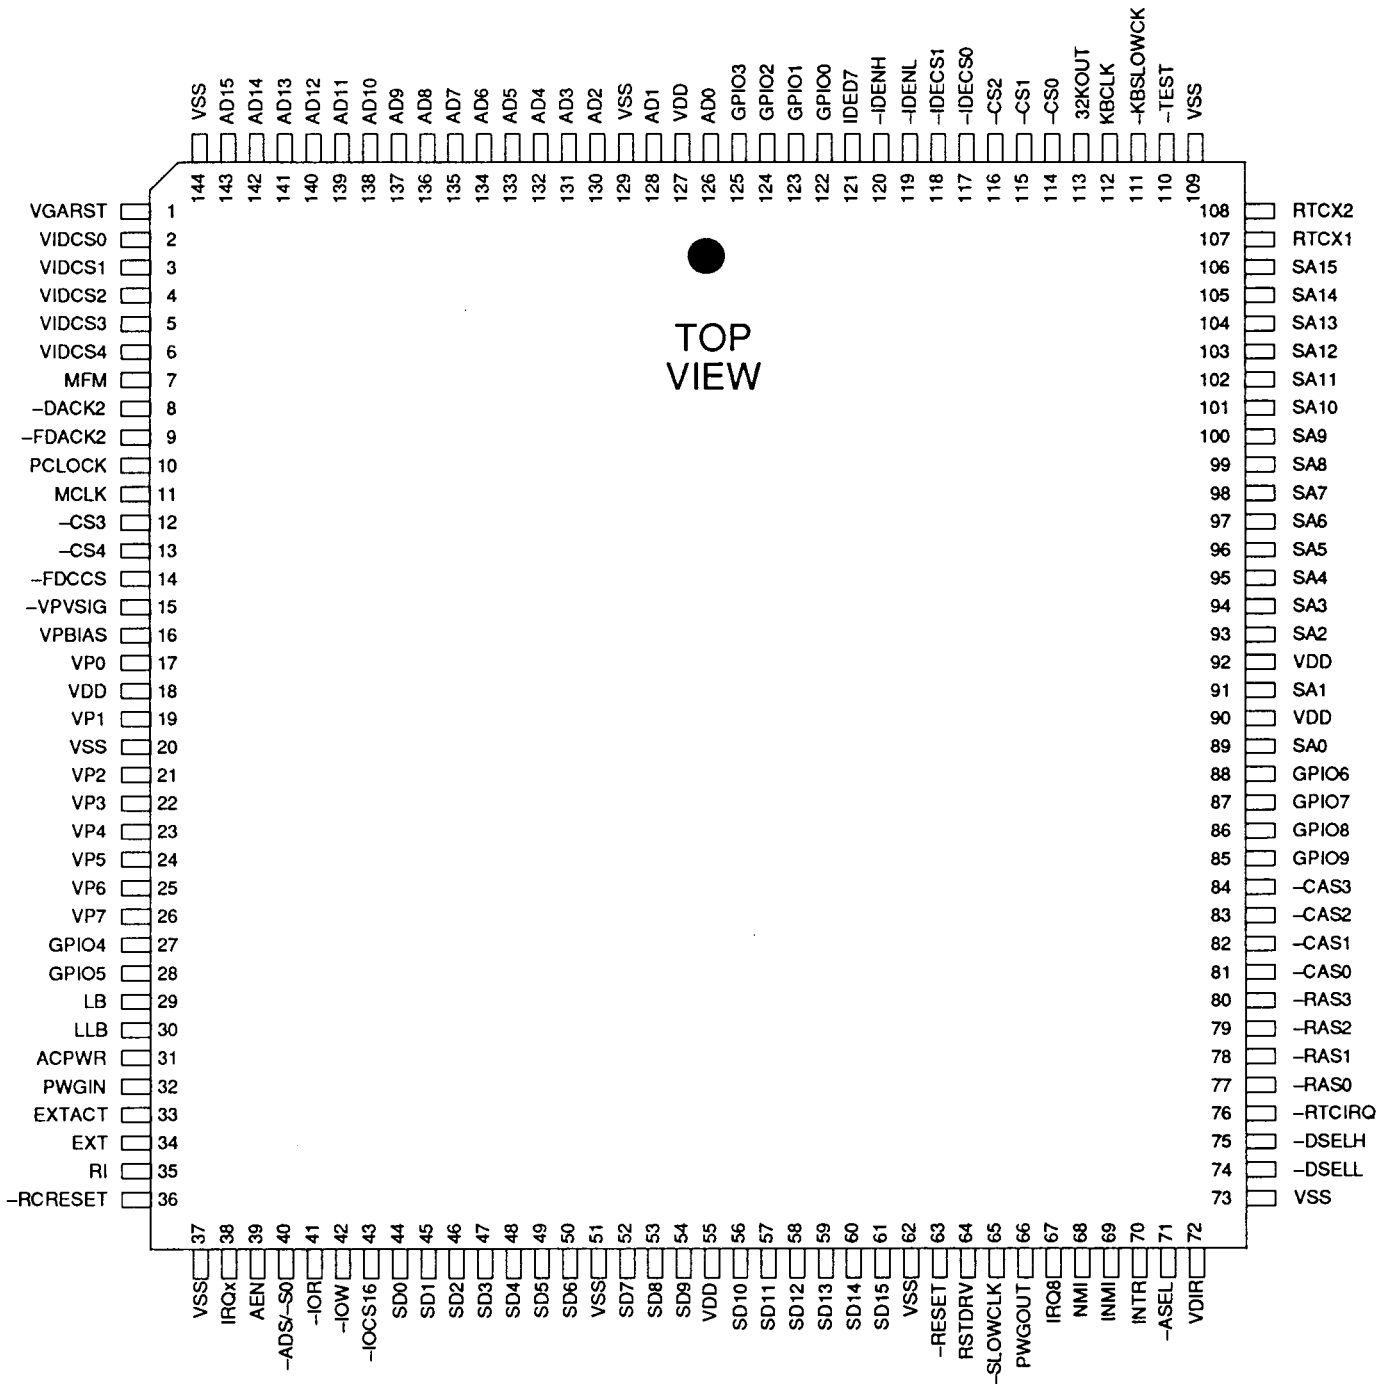 VSS AD15 AD14 AD13 AD12 AD11 AD10 AD9 AD8 AD7 AD6 AD5 AD4 AD3 AD2 VSS AD1 VDD AD0 GPIO3 GPIO2 GPIO1 GPIO0 IDED7 –IDENH –IDENL –IDECS1 –IDECS0 –CS2 –CS1 –CS0 32KOUT KBCLK –KBSLOWCK –TEST VSS
144 143 142 141 140 139 138 137 136 135 134 133 132 131 130 129 128 127 126 125 124 123 122 121 120 119 118 117 116 115 114 113 112 111 110 109
VGARST 1
VIDCS0 2
VIDCS1 3
VIDCS2 4
VIDCS3 5
VIDCS4 6
MFM 7
–DACK2 8
–FDACK2 9
PCLOCK 10
MCLK 11
–CS3 12
–CS4 13
–FDCCS 14
–VPVSIG 15
VPBIAS 16
VP0 17
VDD 18
VP1 19
VSS 20
VP2 21
VP3 22
VP4 23
VP5 24
VP6 25
VP7 26
GPIO4 27
GPIO5 28
LB 29
LLB 30
ACPWR 31
PWGIN 32
EXTACT 33
EXT 34
RI 35
–RCRESET 36
TOP
VIEW
108 RTCX2
107 RTCX1
106 SA15
105 SA14
104 SA13
103 SA12
102 SA11
101 SA10
100 SA9
99 SA8
98 SA7
97 SA6
96 SA5
95 SA4
94 SA3
93 SA2
92 VDD
91 SA1
90 VDD
89 SA0
88 GPIO6
87 GPIO7
86 GPIO8
85 GPIO9
84 –CAS3
83 –CAS2
82 –CAS1
81 –CAS0
80 –RAS3
79 –RAS2
78 –RAS1
77 –RAS0
76 –RTCIRQ
75 –DSELH
74 –DSELL
73 VSS
37 38 39 40 41 42 43 44 45 46 47 48 49 50 51 52 53 54 55 56 57 58 59 60 61 62 63 64 65 66 67 68 69 70 71 72
VSS IRQx AEN –ADS/–S0 –IOR –IOW –IOCS16 SD0 SD1 SD2 SD3 SD4 SD5 SD6 VSS SD7 SD8 SD9 VDD SD10 SD11 SD12 SD13 SD14 SD15 VSS –RESET RSTDRV –SLOWCLK PWGOUT IRQ8 NMI INMI INTR –ASEL VDIR